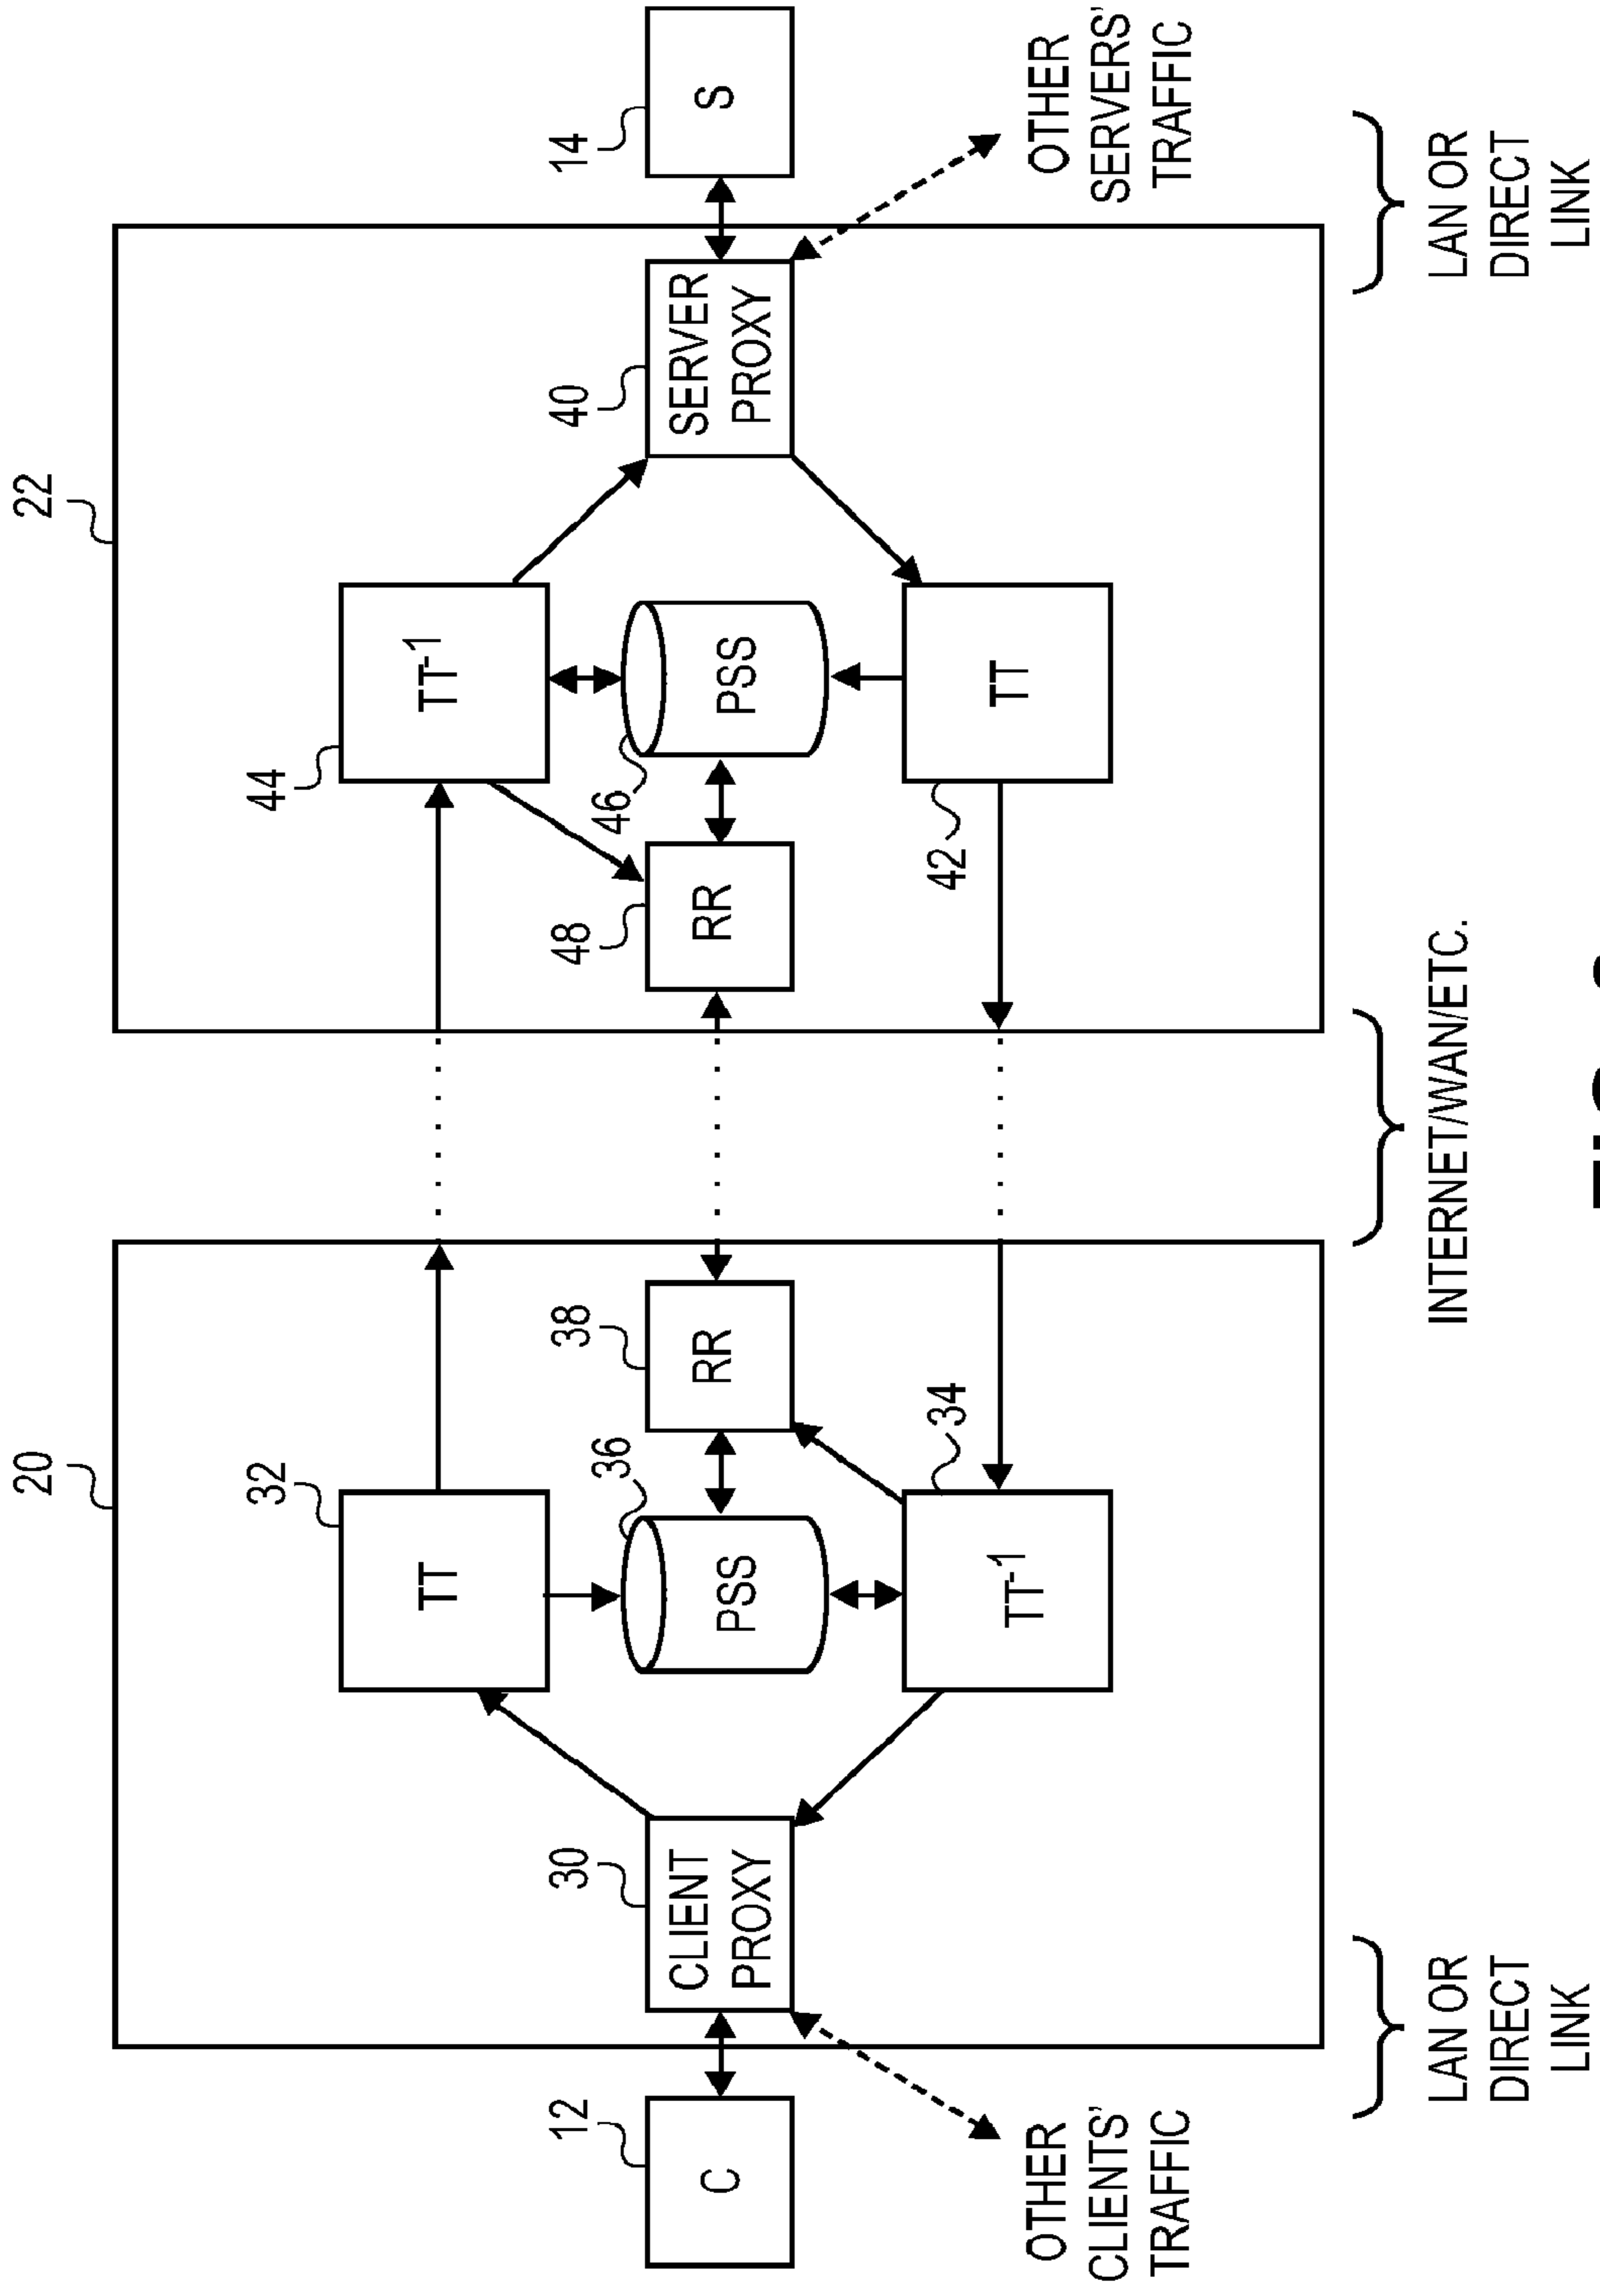 20
22
32
TT
44
TT-1
12
C
30
CLIENT
PROXY
36
PSS
38
RR
48
RR
46
PSS
40
SERVER
PROXY
14
S
34
TT-1
42
TT
OTHER
CLIENTS'
TRAFFIC
OTHER
SERVERS'
TRAFFIC
LAN OR
DIRECT
LINK
INTERNET/WAN/ETC.
LAN OR
DIRECT
LINK